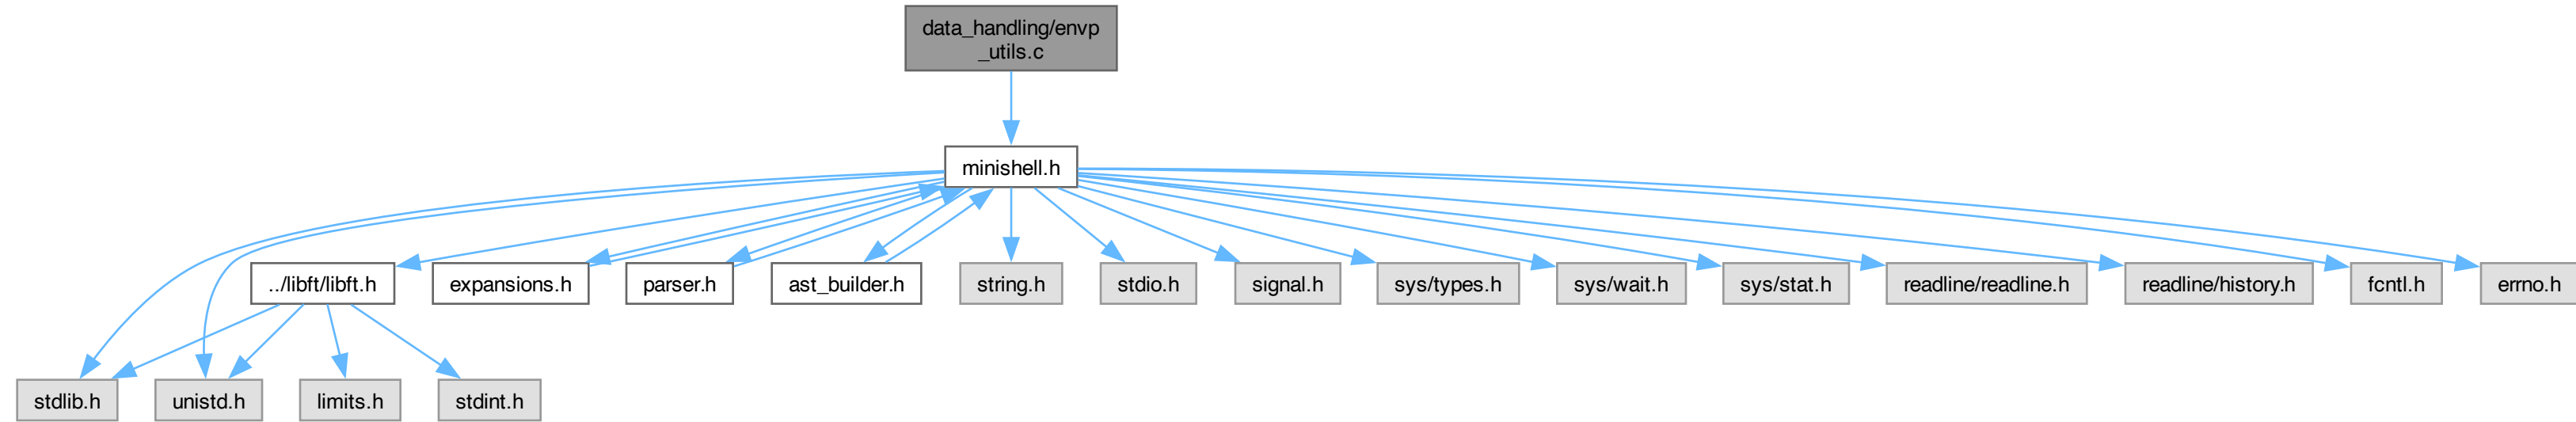 data_handling/envp
_utils.c
minishell.h
../libft/libft.h
expansions.h
parser.h
ast_builder.h
string.h
stdio.h
signal.h
sys/types.h
sys/wait.h
sys/stat.h
readline/readline.h
readline/history.h
fcntl.h
errno.h
stdlib.h
unistd.h
limits.h
stdint.h